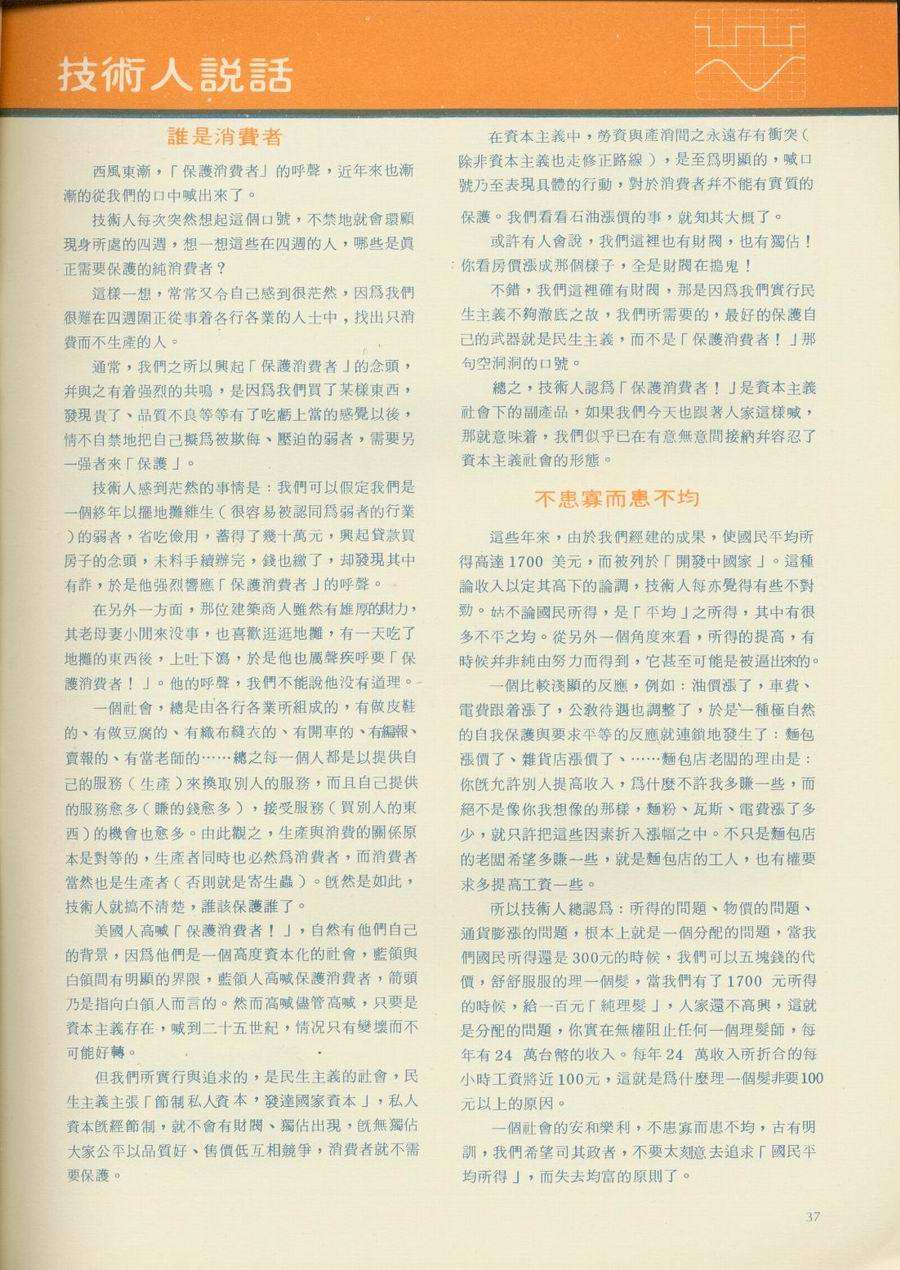 技術人説話
誰是消費者
西風東漸，「保護消費者」的呼聲，近年來也漸
漸的從我們的口中喊出來了。
技術人每次突然想起這個口號，不禁地就會環顧
現身所處的四週，想一想這些在四週的人，哪些是眞
正需要保護的純消費者？
這樣一想，常常又令自己感到很茫然，因爲我們
很難在四週圍正從事着各行各業的人士中，找出只消
費而不生產的人。
通常，我們之所以興起「保護消費者」的念頭，
幷與之有着强烈的共鳴，是因爲我們買了某樣東西，
發現貴了、品質不良等等有了吃虧上當的感覺以後，
情不自禁地把自己擬爲被欺侮、壓迫的弱者，需要另
一强者來「保護」。
技術人感到茫然的事情是：我們可以假定我們是
一個終年以擺地攤維生（很容易被認同爲弱者的行業
）的弱者，省吃儉用，蓄得了幾十萬元，興起貸款買
房子的念頭，未料手續辦完，錢也繳了，却發現其中
有詐，於是他强烈響應「保護消費者」的呼聲。
在另外一方面，那位建築商人雖然有雄厚的財力，
其老母妻小閒來没事，也喜歡逛逛地攤，有一天吃了
地攤的東西後，上吐下瀉，於是他也厲聲疾呼要「保
護消費者！」。他的呼聲，我們不能說他没有道理。
一個社會，總是由各行各業所組成的，有做皮鞋
的、有做豆腐的、有織布縫衣的、有開車的、有編報、
賣報的、有當老師的……總之每一個人都是以提供自
己的服務（生產）來換取別人的服務，而且自己提供
的服務愈多（賺的錢愈多），接受服務（買別人的東
西）的機會也愈多。由此觀之，生產與消費的關係原
本是對等的，生產者同時也必然爲消費者，而消費者
當然也是生產者（否則就是寄生蟲）。旣然是如此，
技術人就搞不淸楚，誰該保護誰了。
美國人高喊「保護消費者！」，自然有他們自己
的背景，因爲他們是一個高度資本化的社會，藍領與
白領間有明顯的界限，藍領人高喊保護消費者，箭頭
乃是指向白領人而言的。然而高喊儘管高喊，只要是
資本主義存在，喊到二十五世紀，情况只有變壞而不
可能好轉。
但我們所實行與追求的，是民生主義的社會，民
生主義主張「節制私人資本，發達國家資本」，私人
資本旣經節制，就不會有財閥、獨佔出現，旣無獨佔
大家公平以品質好、售價低互相競爭，消費者就不需
要保護。
在資本主義中，勞資與產消間之永遠存有衝突（
除非資本主義也走修正路線），是至爲明顯的，喊口
號乃至表現具體的行動，對於消費者幷不能有實質的
保護。我們看看石油漲價的事，就知其大概了。
或許有人會說，我們這裡也有財閥，也有獨佔！
你看房價漲成那個樣子，全是財閥在搗鬼！
不錯，我們這裡確有財閥，那是因爲我們實行民
生主義不夠澈底之故，我們所需要的，最好的保護自
己的武器就是民生主義，而不是「保護消費者！」那
句空洞洞的口號。
總之，技術人認爲「保護消費者！」是資本主義
社會下的副產品，如果我們今天也跟著人家這樣喊，
那就意味着，我們似乎已在有意無意間接納幷容忍了
資本主義社會的形態。
不患寡而患不均
這些年來，由於我們經建的成果，使國民平均所
得高達1700 美元，而被列於「開發中國家」。這種
論收入以定其高下的論調，技術人每亦覺得有些不對
勁。姑不論國民所得，是「平均」之所得，其中有很
多不平之均。從另外一個角度來看，所得的提高，有
時候幷非純由努力而得到，它甚至可能是被逼出來的。
一個比較淺顯的反應，例如：油價漲了，車費、
電費跟着漲了，公敎待遇也調整了，於是一種極自然
的自我保護與要求平等的反應就連鎖地發生了：麵包
漲價了、雜貨店漲價了、……麵包店老闆的理由是：
你旣允許別人提高收入，爲什麼不許我多賺一些，而
絕不是像你我想像的那樣，麵粉、瓦斯、電費漲了多
少，就只許把這些因素折入漲幅之中。不只是麵包店
的老闆希望多賺一些，就是麵包店的工人，也有權要
求多提高工資一些。
所以技術人總認爲：所得的問題、物價的問題、
通貨膨漲的問題，根本上就是一個分配的問題，當我
們國民所得還是300元的時候，我們可以五塊錢的代
價，舒舒服服的理一個髮，當我們有了1700 元所得
的時候，給一百元「純理髮」，人家還不高興，這就
是分配的問題，你實在無權阻止任何一個理髮師，每
年有24 萬台幣的收入。每年24 萬收入所折合的每
小時工資將近100元，這就是爲什麼理一個髮非要100
元以上的原因。
一個社會的安和樂利，不患寡而患不均，古有明
訓，我們希望司其政者，不要太刻意去追求「國民平
均所得」，而失去均富的原則了。
37